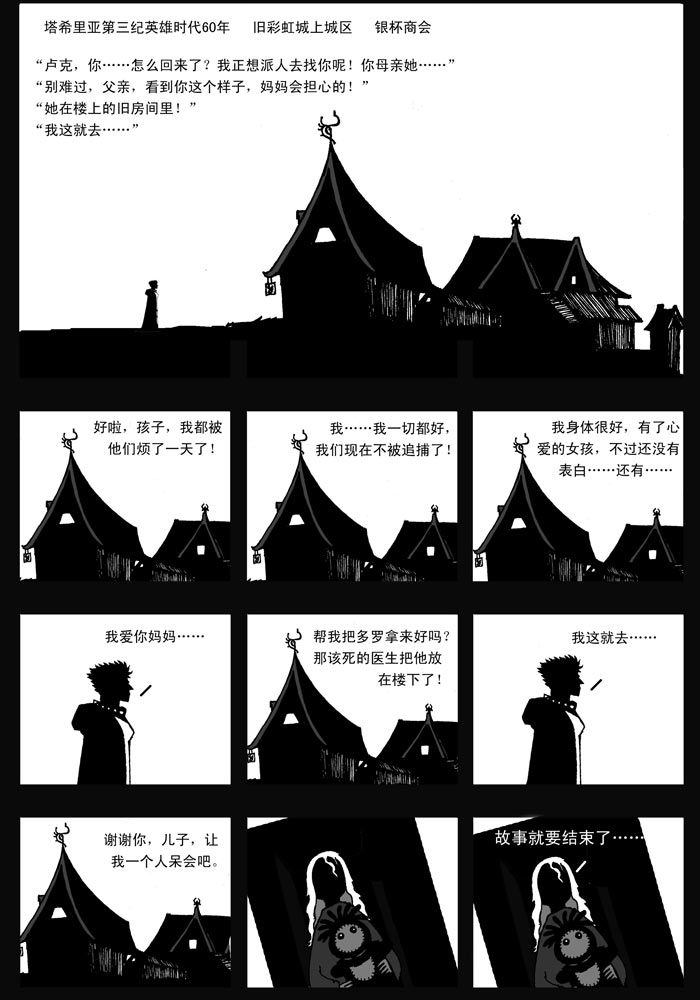 塔希里亚第三纪英雄时代60年 旧彩虹城上城区 银杯商会
“卢克，你……怎么回来了？我正想派人去找你呢！你母亲她……”
“别难过，父亲，看到你这个样子，妈妈会担心的！”
“她在楼上的旧房间里！”
“我这就去……”
好啦，孩子，我都被
他们烦了一天了！
我……我一切都好，
我们现在不被追捕了！
我身体很好，有了心
爱的女孩，不过还没有
表白……还有……
我爱你妈妈……
帮我把多罗拿来好吗？
那该死的医生把他放
在楼下了！
我这就去……
谢谢你，儿子，让
我一个人呆会吧。
故事就要结束了……